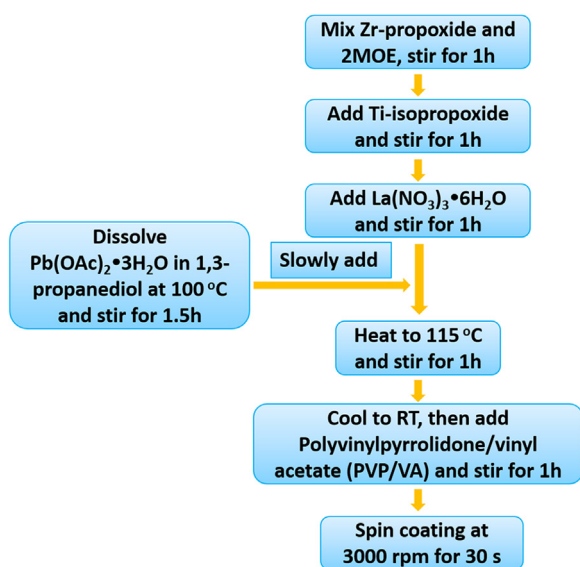 Mix Zr-propoxide and
2MOE, stir for 1h
Add Ti-isopropoxide
and stir for 1h
Add La(NO₃)₃•6H₂O
and stir for 1h
Dissolve
Pb(OAc)₂•3H₂O in 1,3-
propanediol at 100 °C
and stir for 1.5h
Slowly add
Heat to 115 °C
and stir for 1h
Cool to RT, then add
Polyvinylpyrrolidone/vinyl
acetate (PVP/VA) and stir for 1h
Spin coating at
3000 rpm for 30 s